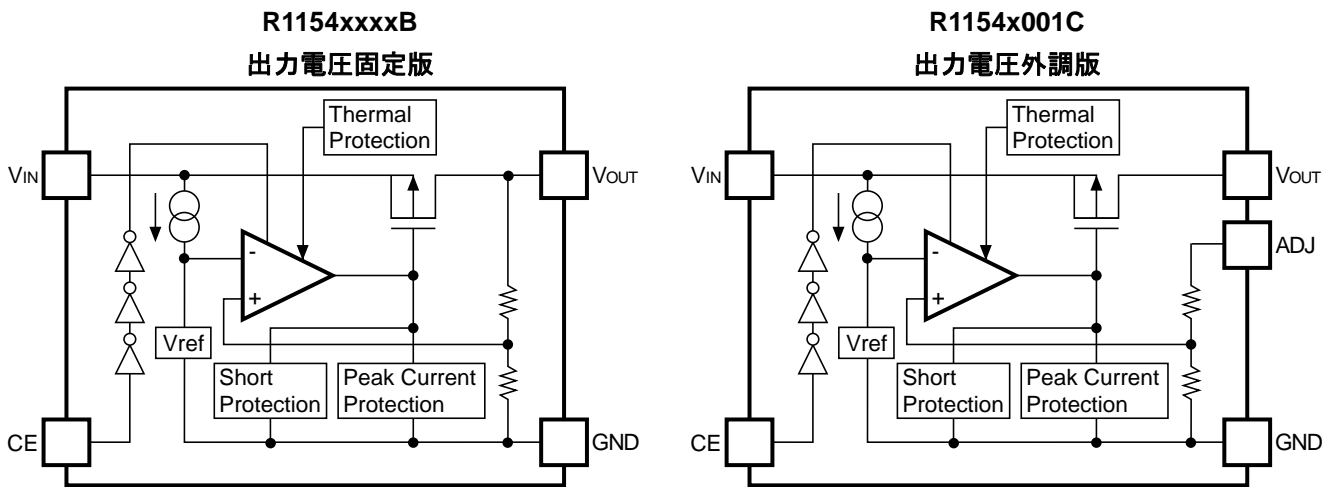 R1154xxxxB
出力電圧固定版
Thermal
Protection
VIN
VOUT
-
+
Vref
Short
Protection
Peak Current
Protection
CE
GND
R1154x001C
出力電圧外調版
Thermal
Protection
VIN
VOUT
ADJ
-
+
Vref
Short
Protection
Peak Current
Protection
CE
GND